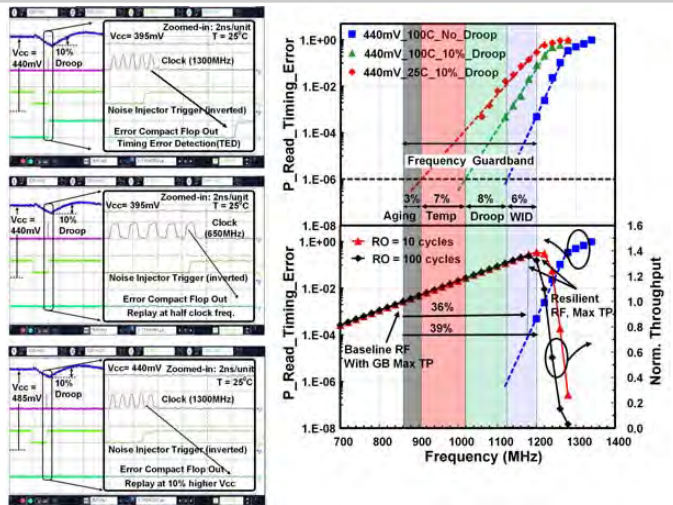 Zoomed-in: 2ns/unit
Vcc= 395mV T = 25°C
Vcc =
440mV
10%
Droop
Clock (1300MHz)
Noise Injector Trigger (inverted)
Error Compact Flop Out
Timing Error Detection(TED)
Zoomed-in: 2ns/unit
Vcc= 395mV T = 25°C
Vcc =
440mV
10%
Droop
Clock
(650MHz)
Noise Injector Trigger (inverted)
Error Compact Flop Out
Replay at half clock freq.
Vcc= 440mV Zoomed-in: 2ns/unit
T = 25°C
Vcc =
485mV
10%
Droop
Clock (1300MHz)
Noise Injector Trigger (inverted)
Error Compact Flop Out
Replay at 10% higher Vcc
P_Read_Timing_Error
1.E+00
1.E-02
1.E-04
1.E-06
440mV_100C_No_Droop
440mV_100C_10%_Droop
440mV_25C_10%_Droop
Frequency Guardband
3% 7% 8% 6%
Aging Temp Droop WID
P_Read_Timing_Error
1.E+00
1.E-02
1.E-04
1.E-06
1.E-08
RO = 10 cycles
RO = 100 cycles
36%
39%
Baseline RF
With GB Max TP
Resilient
RF, Max TP
1.6
1.4
1.2
1.0
0.8
0.6
0.4
0.2
0.0
Norm. Throughput
700 800 900 1000 1100 1200 1300 1400
Frequency (MHz)